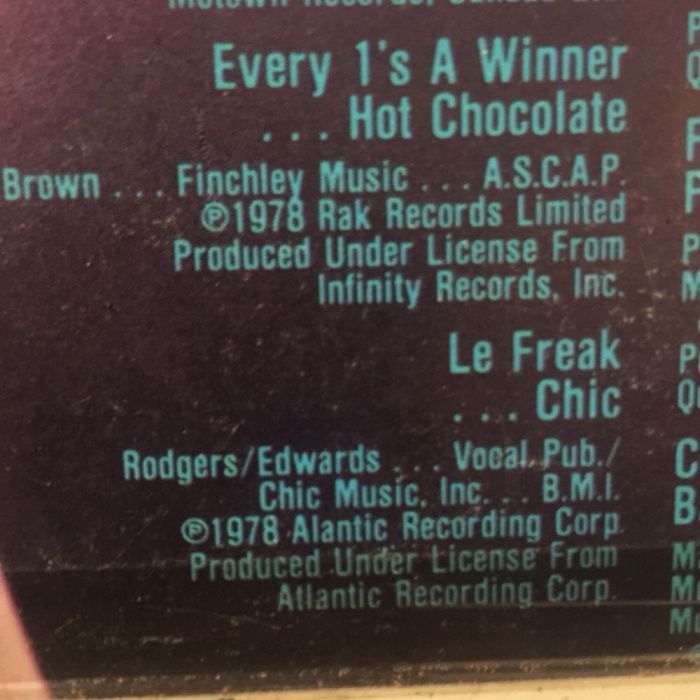 Motown Records,
Every 1's A Winner
. . . Hot Chocolate
Brown . . . Finchley Music . . . A.S.C.A.P.
℗1978 Rak Records Limited
Produced Under License From
Infinity Records, Inc.
Le Freak
. . . Chic
Rodgers/Edwards . . . Vocal Pub./
Chic Music, Inc. . . B.M.I.
℗1978 Alantic Recording Corp.
Produced Under License From
Atlantic Recording Corp.